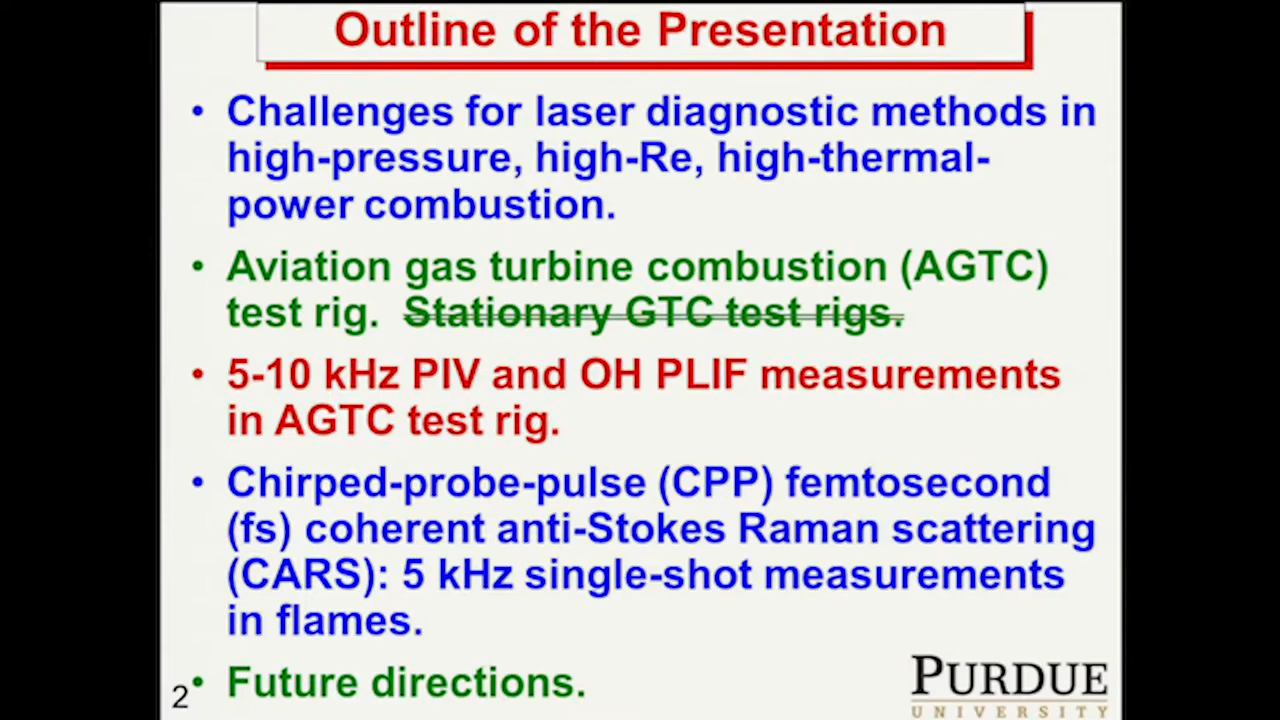 Outline of the Presentation
• Challenges for laser diagnostic methods in
high-pressure, high-Re, high-thermal-
power combustion.
• Aviation gas turbine combustion (AGTC)
test rig. Stationary GTC test rigs.
• 5-10 kHz PIV and OH PLIF measurements
in AGTC test rig.
• Chirped-probe-pulse (CPP) femtosecond
(fs) coherent anti-Stokes Raman scattering
(CARS): 5 kHz single-shot measurements
in flames.
• Future directions.
2
PURDUE
UNIVERSITY